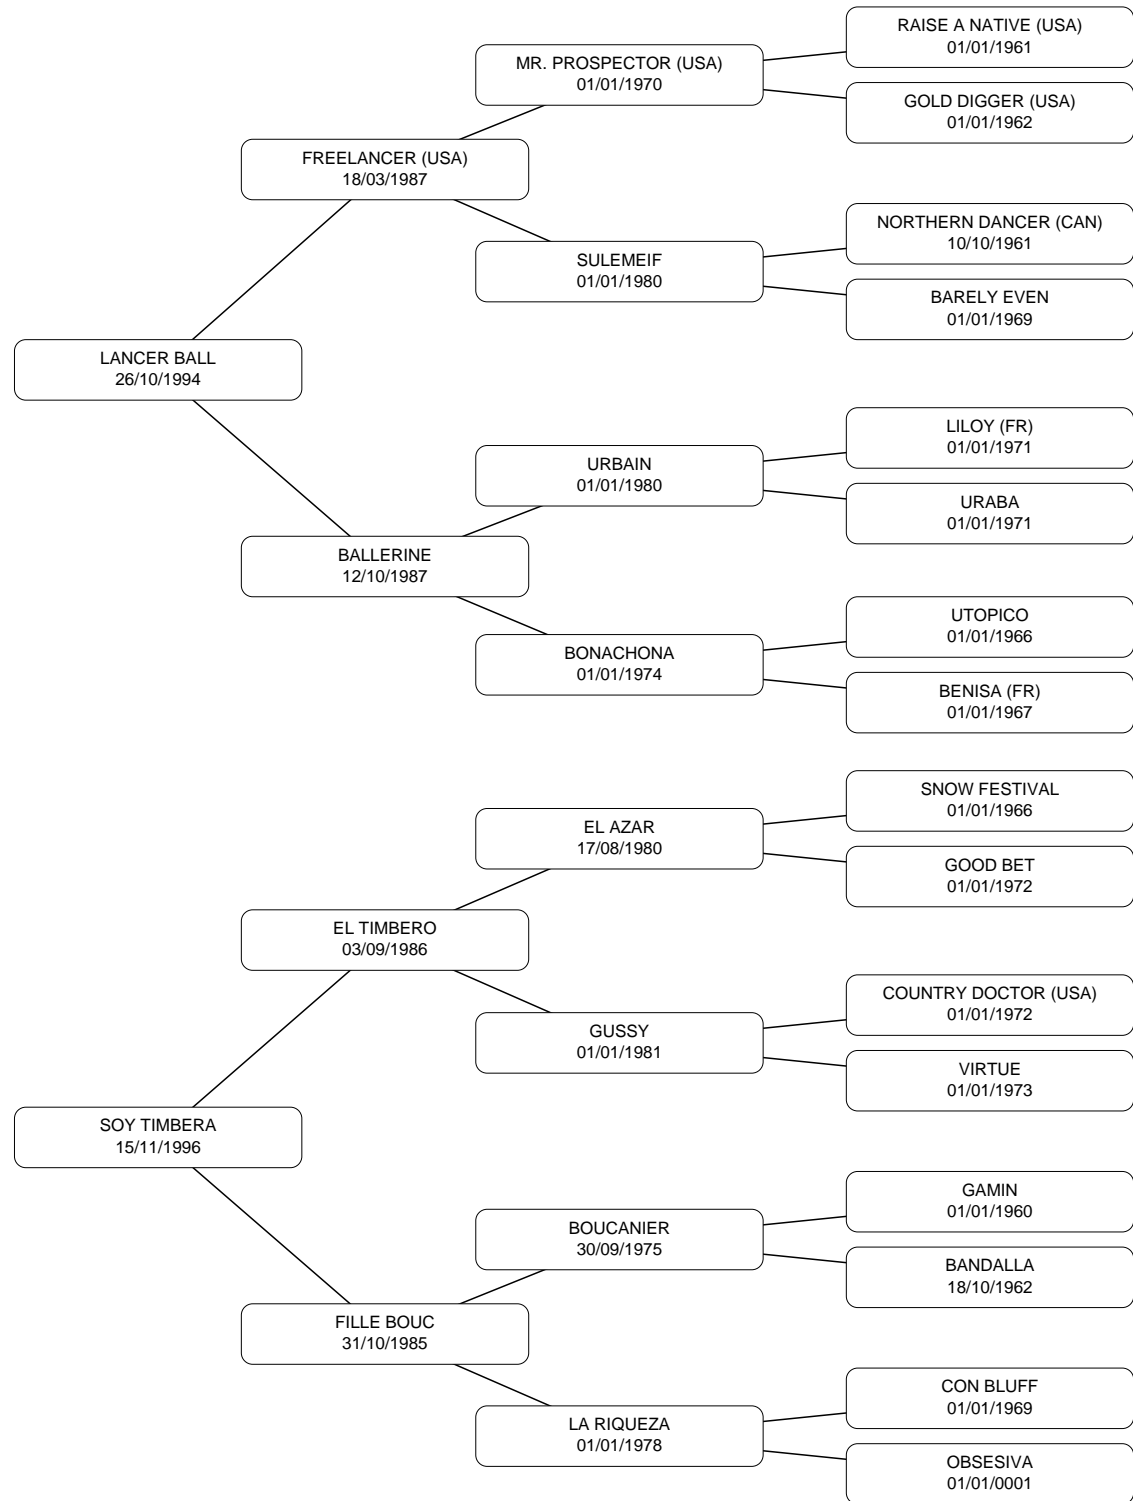 RAISE A NATIVE (USA)
01/01/1961
MR. PROSPECTOR (USA)
01/01/1970
GOLD DIGGER (USA)
01/01/1962
FREELANCER (USA)
18/03/1987
NORTHERN DANCER (CAN)
10/10/1961
SULEMEIF
01/01/1980
BARELY EVEN
01/01/1969
LANCER BALL
26/10/1994
LILOY (FR)
01/01/1971
URBAIN
01/01/1980
URABA
01/01/1971
BALLERINE
12/10/1987
UTOPICO
01/01/1966
BONACHONA
01/01/1974
BENISA (FR)
01/01/1967
SNOW FESTIVAL
01/01/1966
EL AZAR
17/08/1980
GOOD BET
01/01/1972
EL TIMBERO
03/09/1986
COUNTRY DOCTOR (USA)
01/01/1972
GUSSY
01/01/1981
VIRTUE
01/01/1973
SOY TIMBERA
15/11/1996
GAMIN
01/01/1960
BOUCANIER
30/09/1975
BANDALLA
18/10/1962
FILLE BOUC
31/10/1985
CON BLUFF
01/01/1969
LA RIQUEZA
01/01/1978
OBSESIVA
01/01/0001